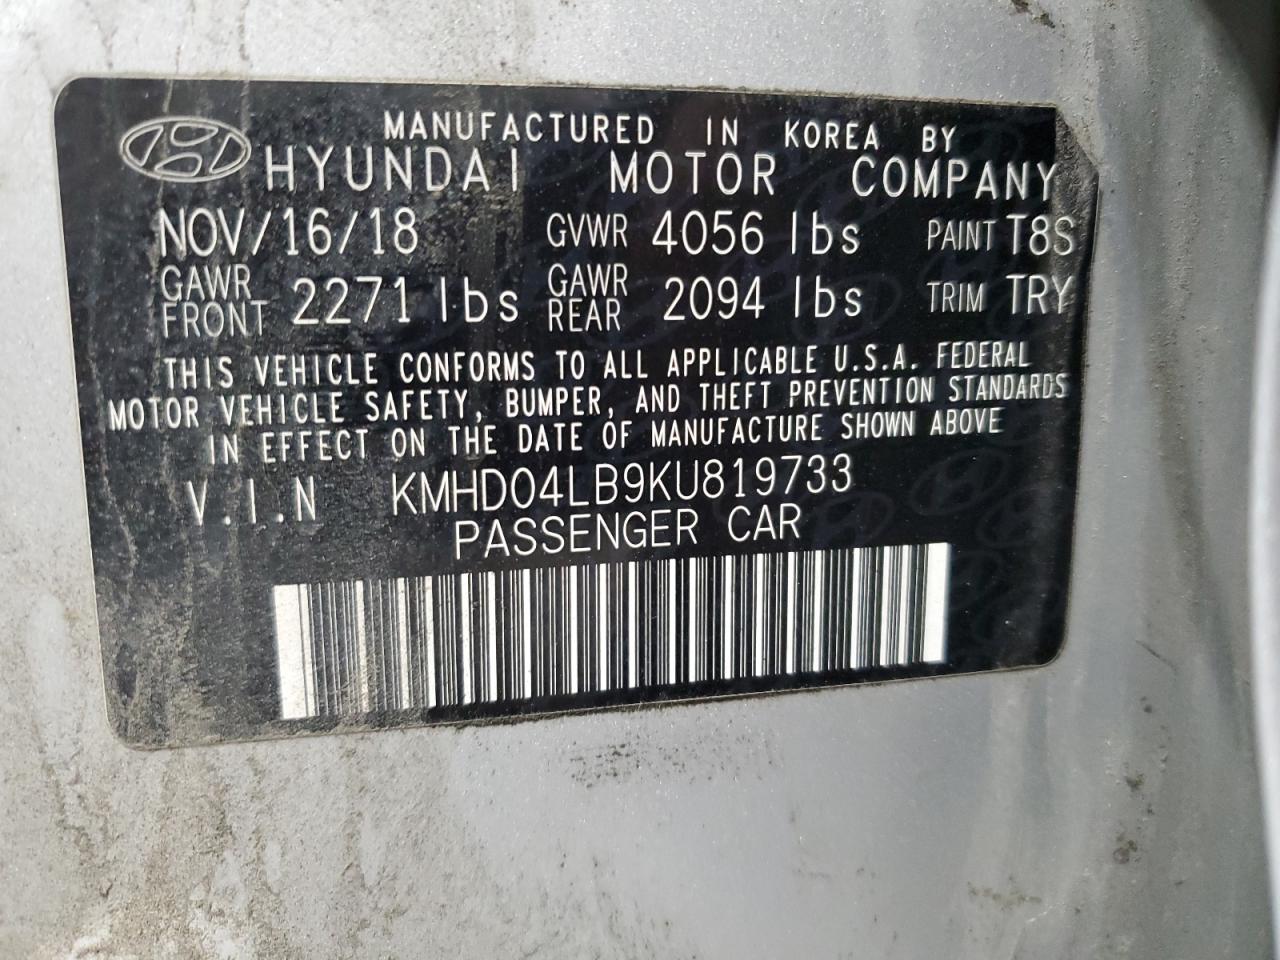 MANUFACTURED IN KOREA BY
HYUNDAI MOTOR COMPANY
NOV/16/18 GVWR 4056 lbs PAINT T8S
GAWR FRONT 2271 lbs GAWR REAR 2094 lbs TRIM TRY
THIS VEHICLE CONFORMS TO ALL APPLICABLE U.S.A. FEDERAL
MOTOR VEHICLE SAFETY, BUMPER, AND THEFT PREVENTION STANDARDS
IN EFFECT ON THE DATE OF MANUFACTURE SHOWN ABOVE
V.I.N KMHD04LB9KU819733
PASSENGER CAR